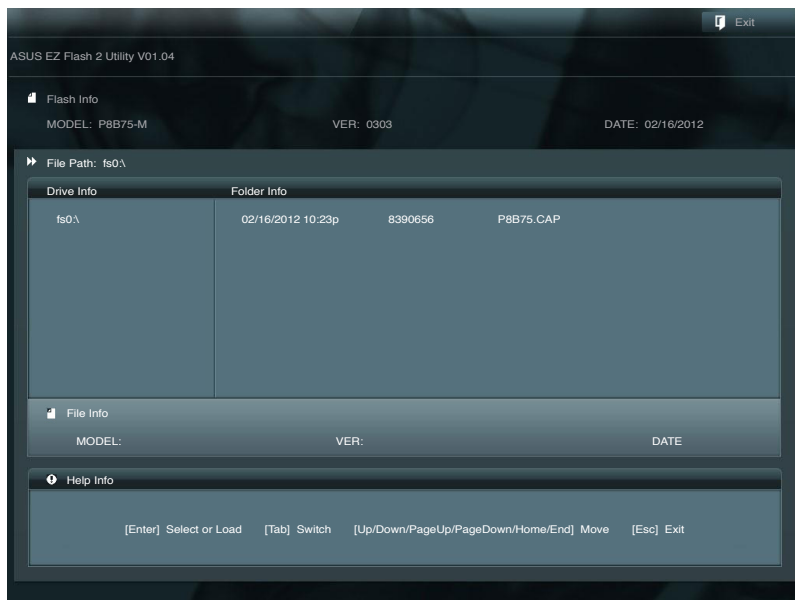 Exit
ASUS EZ Flash 2 Utility V01.04
Flash Info
MODEL: P8B75-M VER: 0303 DATE: 02/16/2012
File Path: fs0:\
Drive Info Folder Info
fs0:\ 02/16/2012 10:23p 8390656 P8B75.CAP
File Info
MODEL: VER: DATE
Help Info
[Enter] Select or Load [Tab] Switch [Up/Down/PageUp/PageDown/Home/End] Move [Esc] Exit